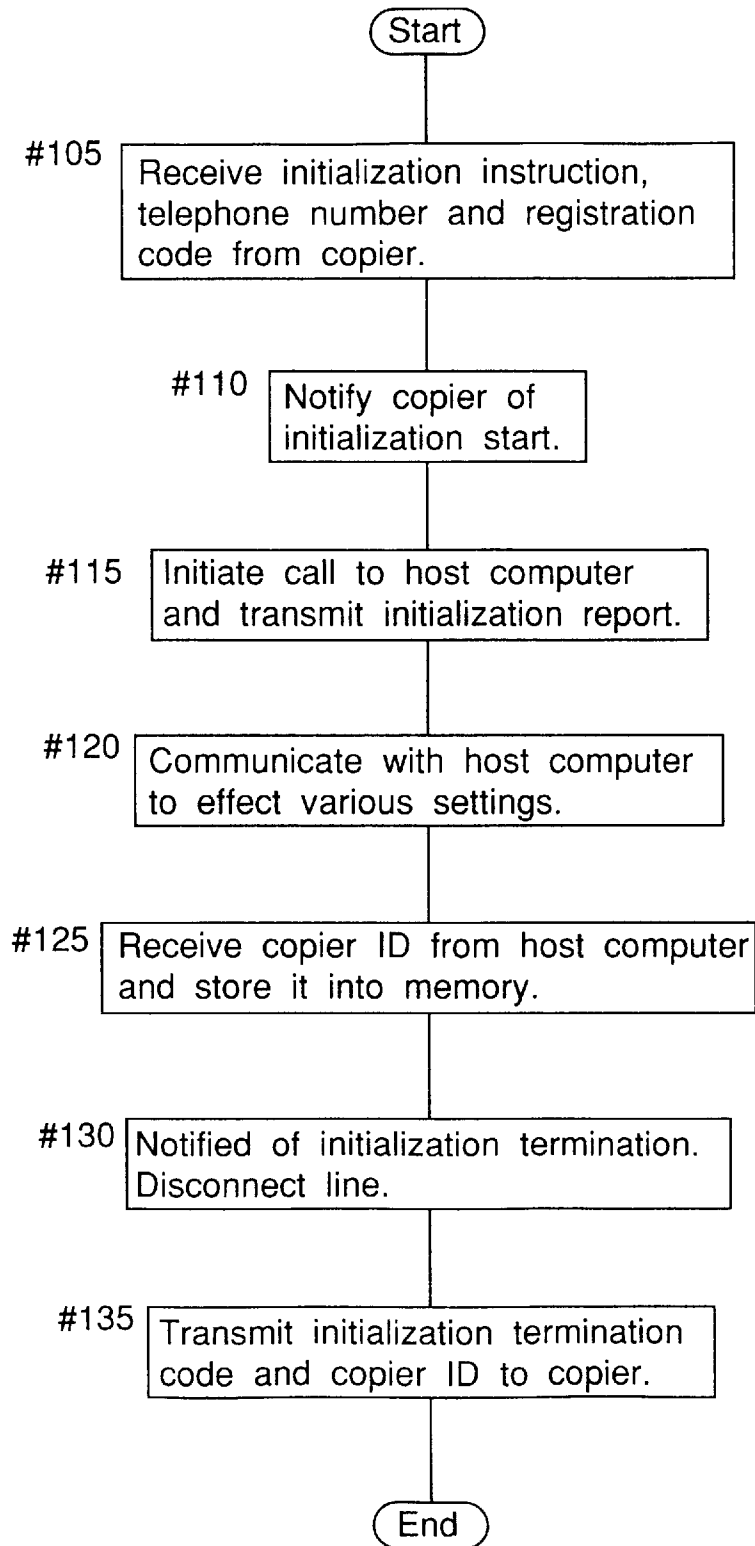 Start
#105
Receive initialization instruction,
telephone number and registration
code from copier.
#110
Notify copier of
initialization start.
#115
Initiate call to host computer
and transmit initialization report.
#120
Communicate with host computer
to effect various settings.
#125
Receive copier ID from host computer
and store it into memory.
#130
Notified of initialization termination.
Disconnect line.
#135
Transmit initialization termination
code and copier ID to copier.
End